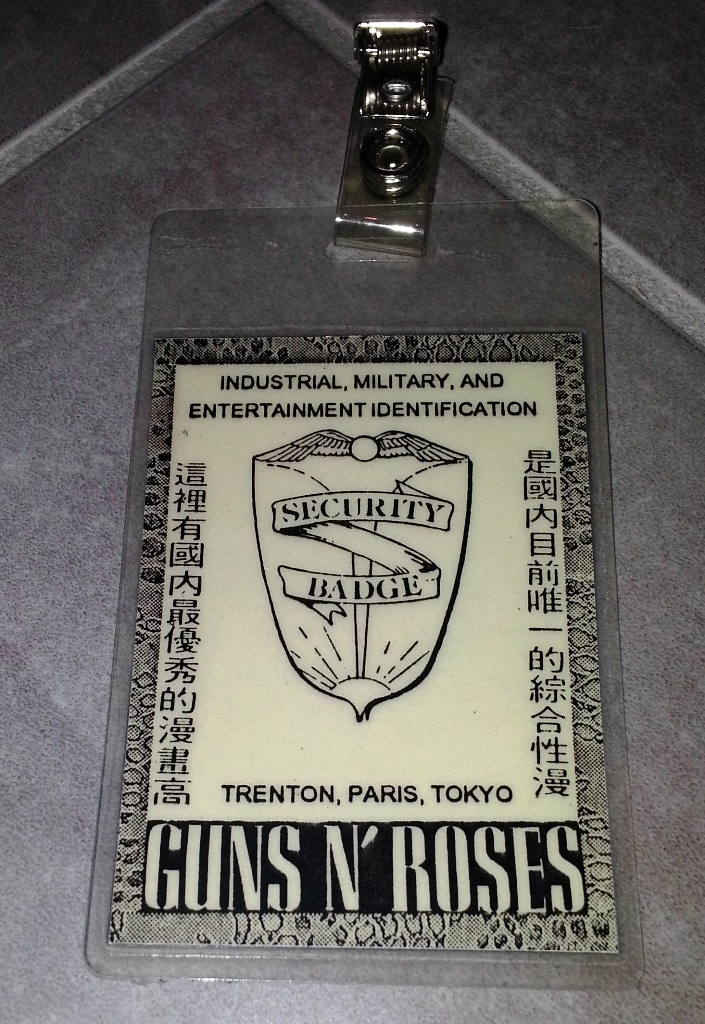 INDUSTRIAL, MILITARY, AND
ENTERTAINMENT IDENTIFICATION
SECURITY
BADGE
這裡有國內最優秀的漫畫高
是國內目前唯一的綜合性漫
TRENTON, PARIS, TOKYO
GUNS N' ROSES